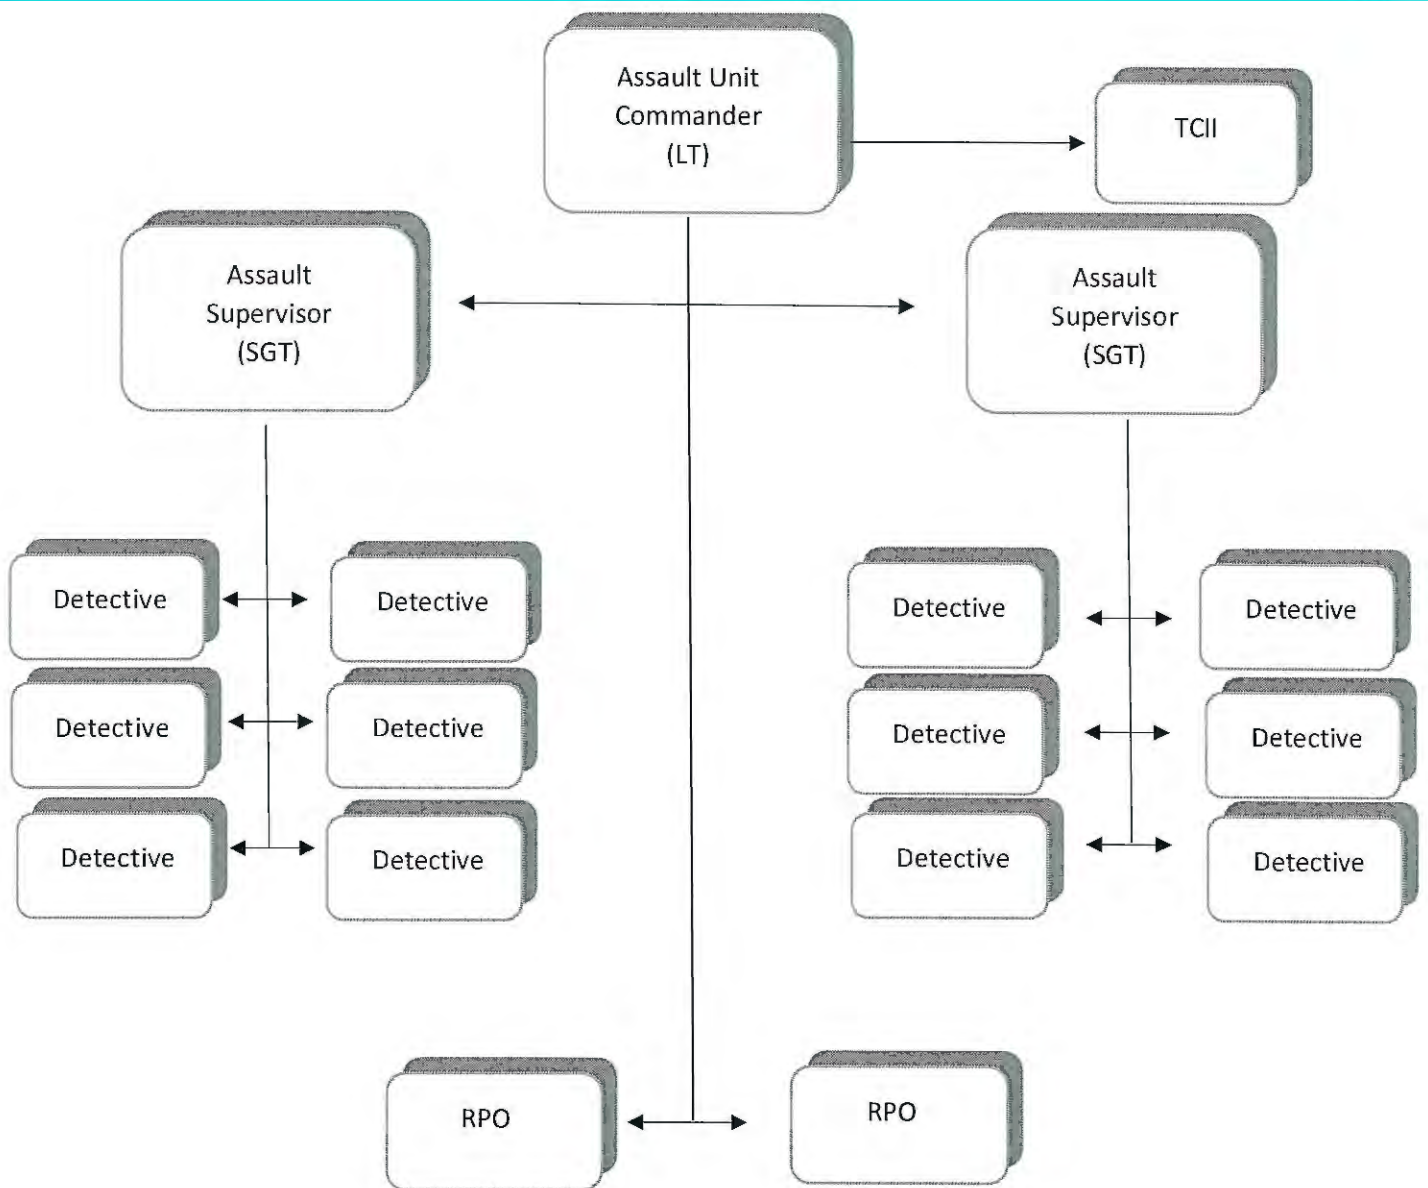 Assault Unit
Commander
(LT)
TCII
Assault
Supervisor
(SGT)
Assault
Supervisor
(SGT)
Detective
Detective
Detective
Detective
Detective
Detective
Detective
Detective
Detective
Detective
Detective
Detective
RPO
RPO